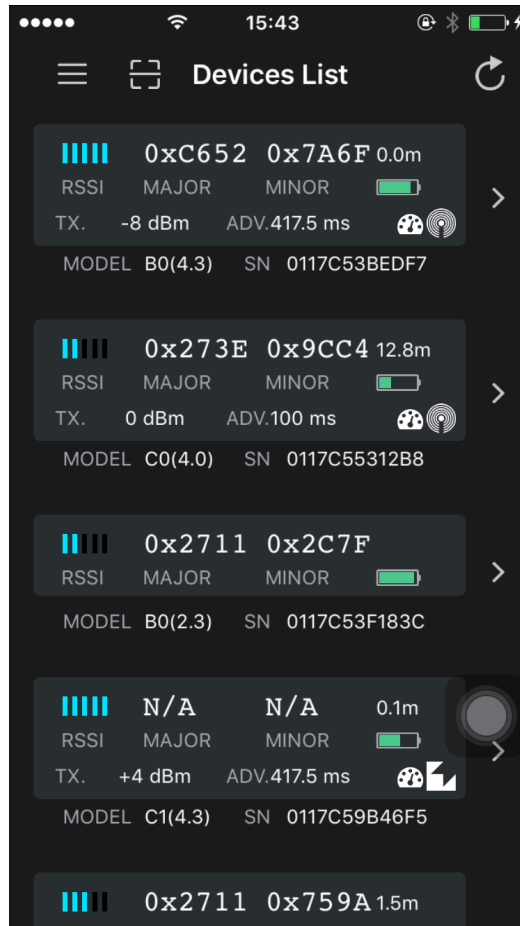 15:43
Devices List
0xC652 0x7A6F 0.0m
RSSI MAJOR MINOR
TX. -8 dBm ADV.417.5 ms
MODEL B0(4.3) SN 0117C53BEDF7
0x273E 0x9CC4 12.8m
RSSI MAJOR MINOR
TX. 0 dBm ADV.100 ms
MODEL C0(4.0) SN 0117C55312B8
0x2711 0x2C7F
RSSI MAJOR MINOR
MODEL B0(2.3) SN 0117C53F183C
N/A N/A 0.1m
RSSI MAJOR MINOR
TX. +4 dBm ADV.417.5 ms
MODEL C1(4.3) SN 0117C59B46F5
0x2711 0x759A 1.5m